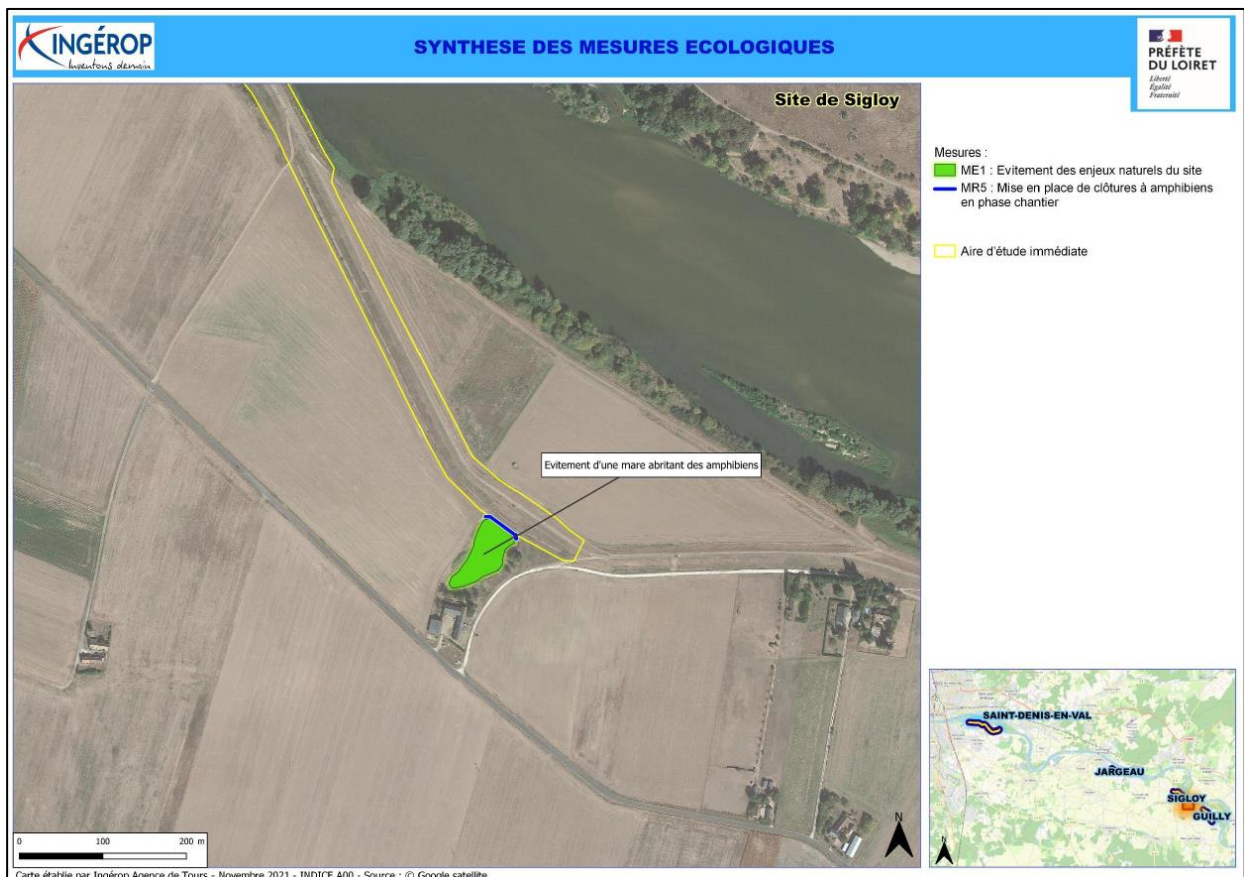 INGÉROP
Inventons demain
SYNTHESE DES MESURES ECOLOGIQUES
PRÉFÈTE
DU LOIRET
Liberté
Égalité
Fraternité
Site de Sigloy
Mesures :
ME1 : Evitement des enjeux naturels du site
MR5 : Mise en place de clôtures à amphibiens
en phase chantier
Aire d'étude immédiate
Evitement d'une mare abritant des amphibiens
SAINT-DENIS-EN-VAL
JARGEAU
SIGLOY
GUILLY
N
N
0 100 200 m
Carte établie par Ingérop Agence de Tours - Novembre 2021 - INDICE A00 - Source : © Google satellite